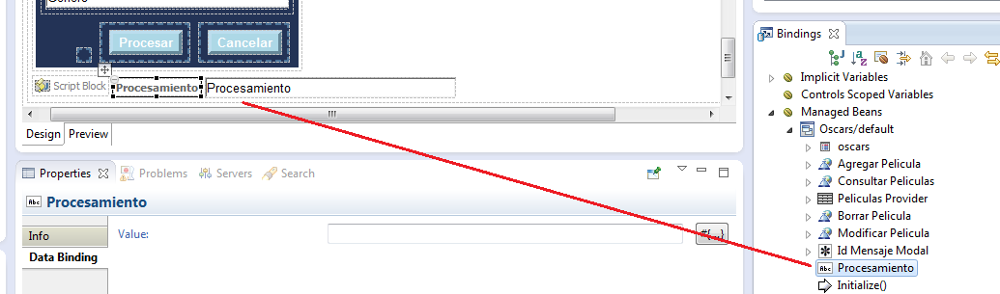 Genero
Procesar
Cancelar
Script Block
Procesamiento
Procesamiento
Design
Preview
Properties
Problems
Servers
Search
Procesamiento
Info
Data Binding
Value:
#{...}
Bindings
Implicit Variables
Controls Scoped Variables
Managed Beans
Oscars/default
oscars
Agregar Pelicula
Consultar Peliculas
Peliculas Provider
Borrar Pelicula
Modificar Pelicula
Id Mensaje Modal
Abc Procesamiento
Initialize()